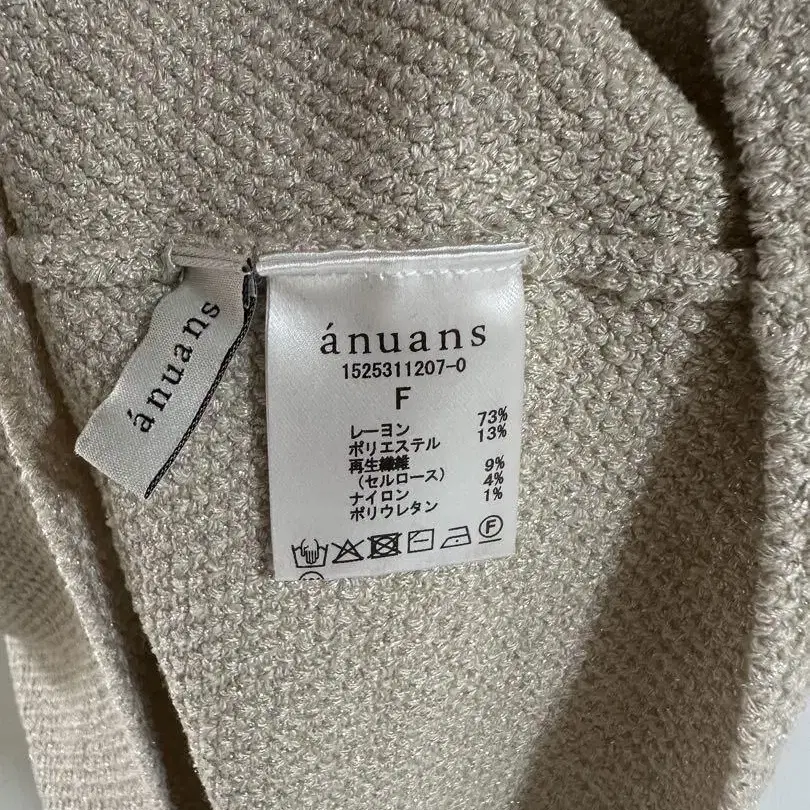 ánuans
ánuans
1525311207-0
F
レーヨン 73%
ポリエステル 13%
再生繊維
（セルロース） 9%
ナイロン 4%
ポリウレタン 1%
F